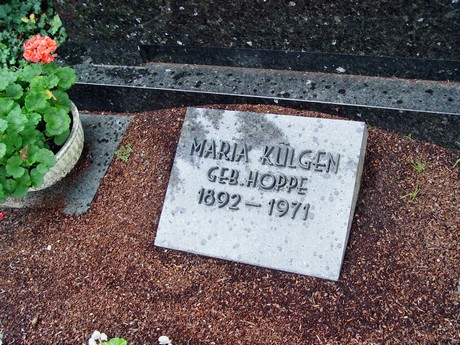 MARIA KÜLGEN
GEB. HOPPE
1892 – 1971